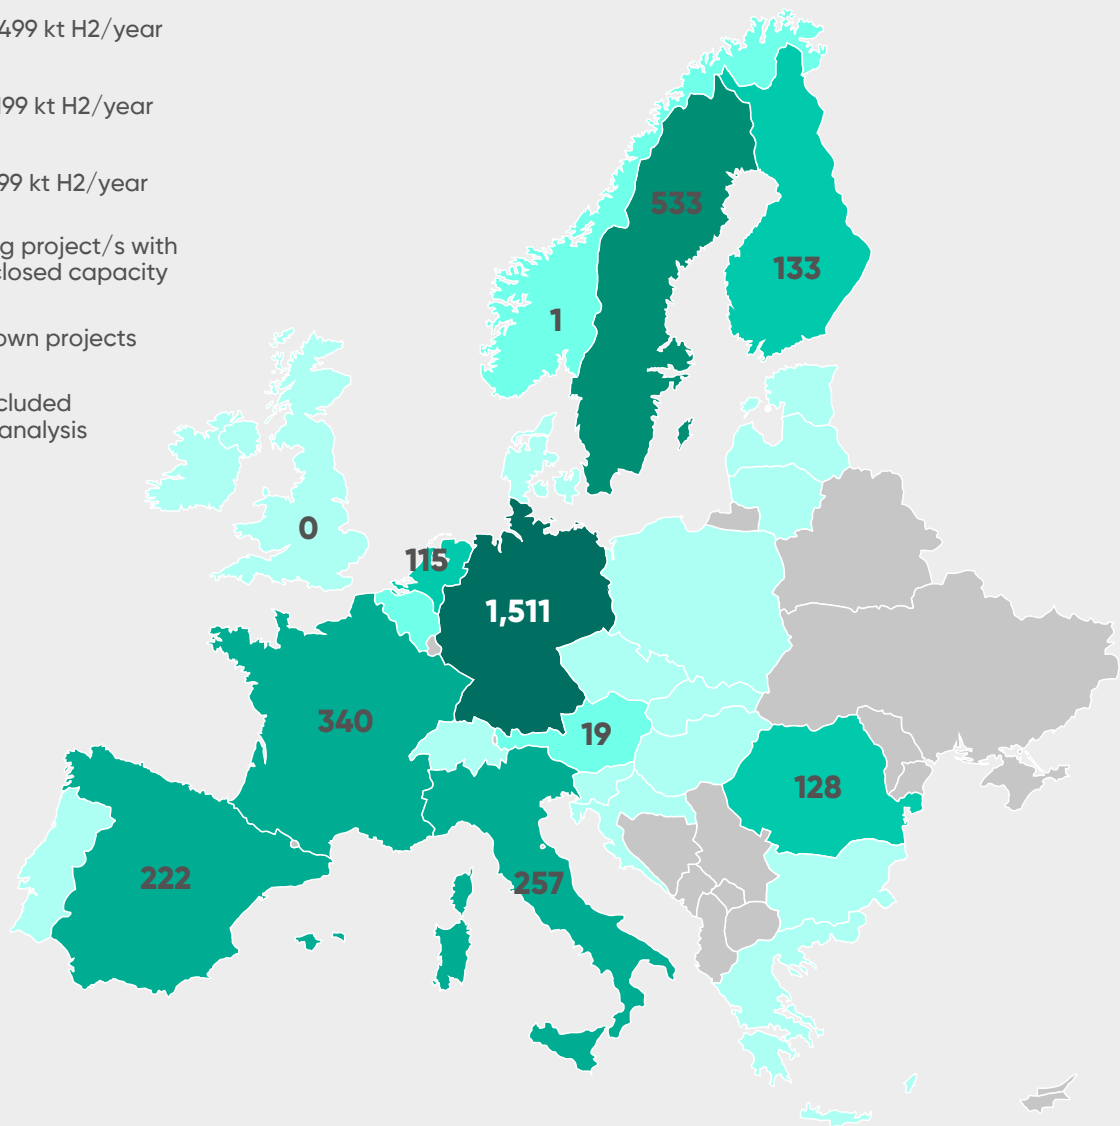 499 kt H2/year
199 kt H2/year
99 kt H2/year
g project/s with
closed capacity
own projects
cluded
analysis
533
133
1
0
115
1,511
340
19
128
222
257